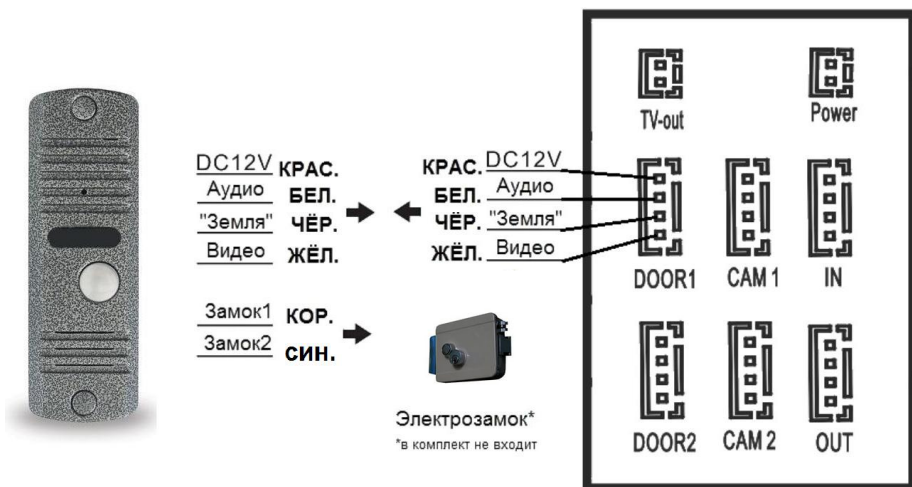 DC12V КРАС.
Аудио БЕЛ.
"Земля" ЧЁР.
Видео ЖЁЛ.
Замок1 КОР.
Замок2 СИН.
КРАС. DC12V
БЕЛ. Аудио
ЧЁР. "Земля"
ЖЁЛ. Видео
Электрозамок*
*в комплект не входит
TV-out Power
DOOR1 CAM 1 IN
DOOR2 CAM 2 OUT